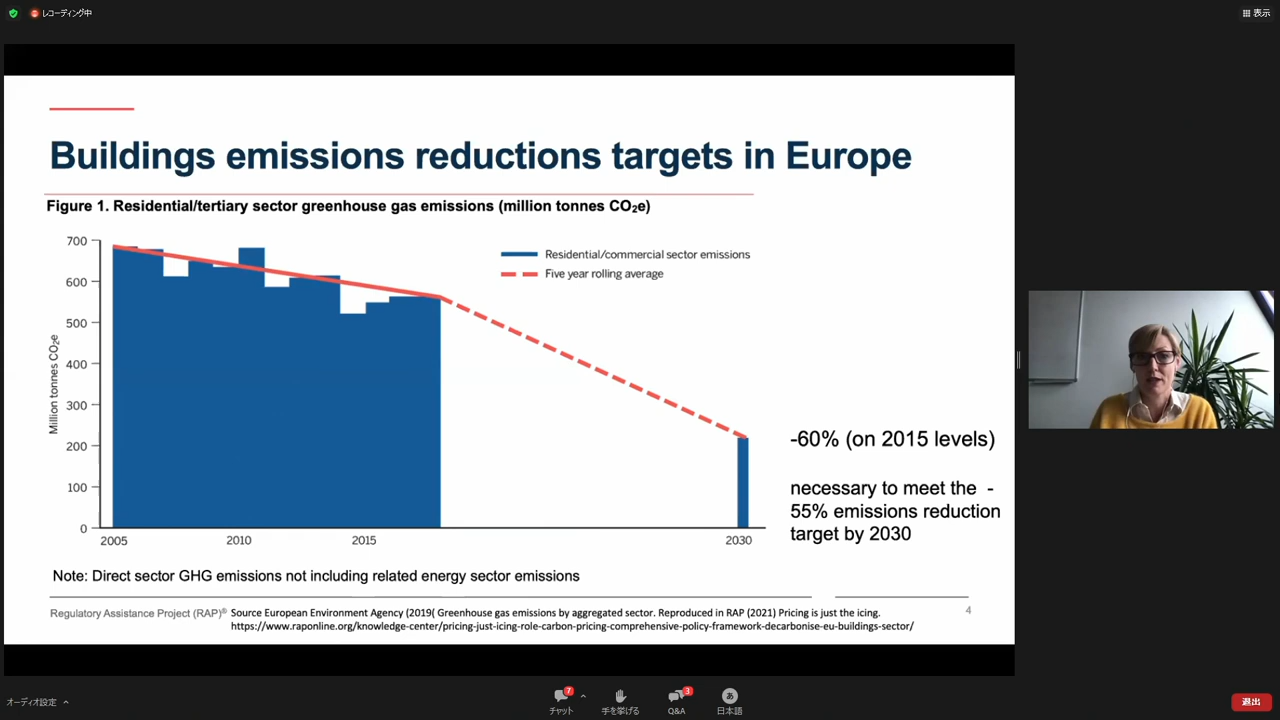 レコーディング中
表示
Buildings emissions reductions targets in Europe
Figure 1. Residential/tertiary sector greenhouse gas emissions (million tonnes CO₂e)
700
600
500
400
300
200
100
0
Million tonnes CO₂e
Residential/commercial sector emissions
Five year rolling average
2005
2010
2015
2030
-60% (on 2015 levels)
necessary to meet the -
55% emissions reduction
target by 2030
Note: Direct sector GHG emissions not including related energy sector emissions
Regulatory Assistance Project (RAP)®
Source European Environment Agency (2019( Greenhouse gas emissions by aggregated sector. Reproduced in RAP (2021) Pricing is just the icing.
https://www.raponline.org/knowledge-center/pricing-just-icing-role-carbon-pricing-comprehensive-policy-framework-decarbonise-eu-buildings-sector/
4
オーディオ設定
7
チャット
手を挙げる
3
Q&A
あ
日本語
退出